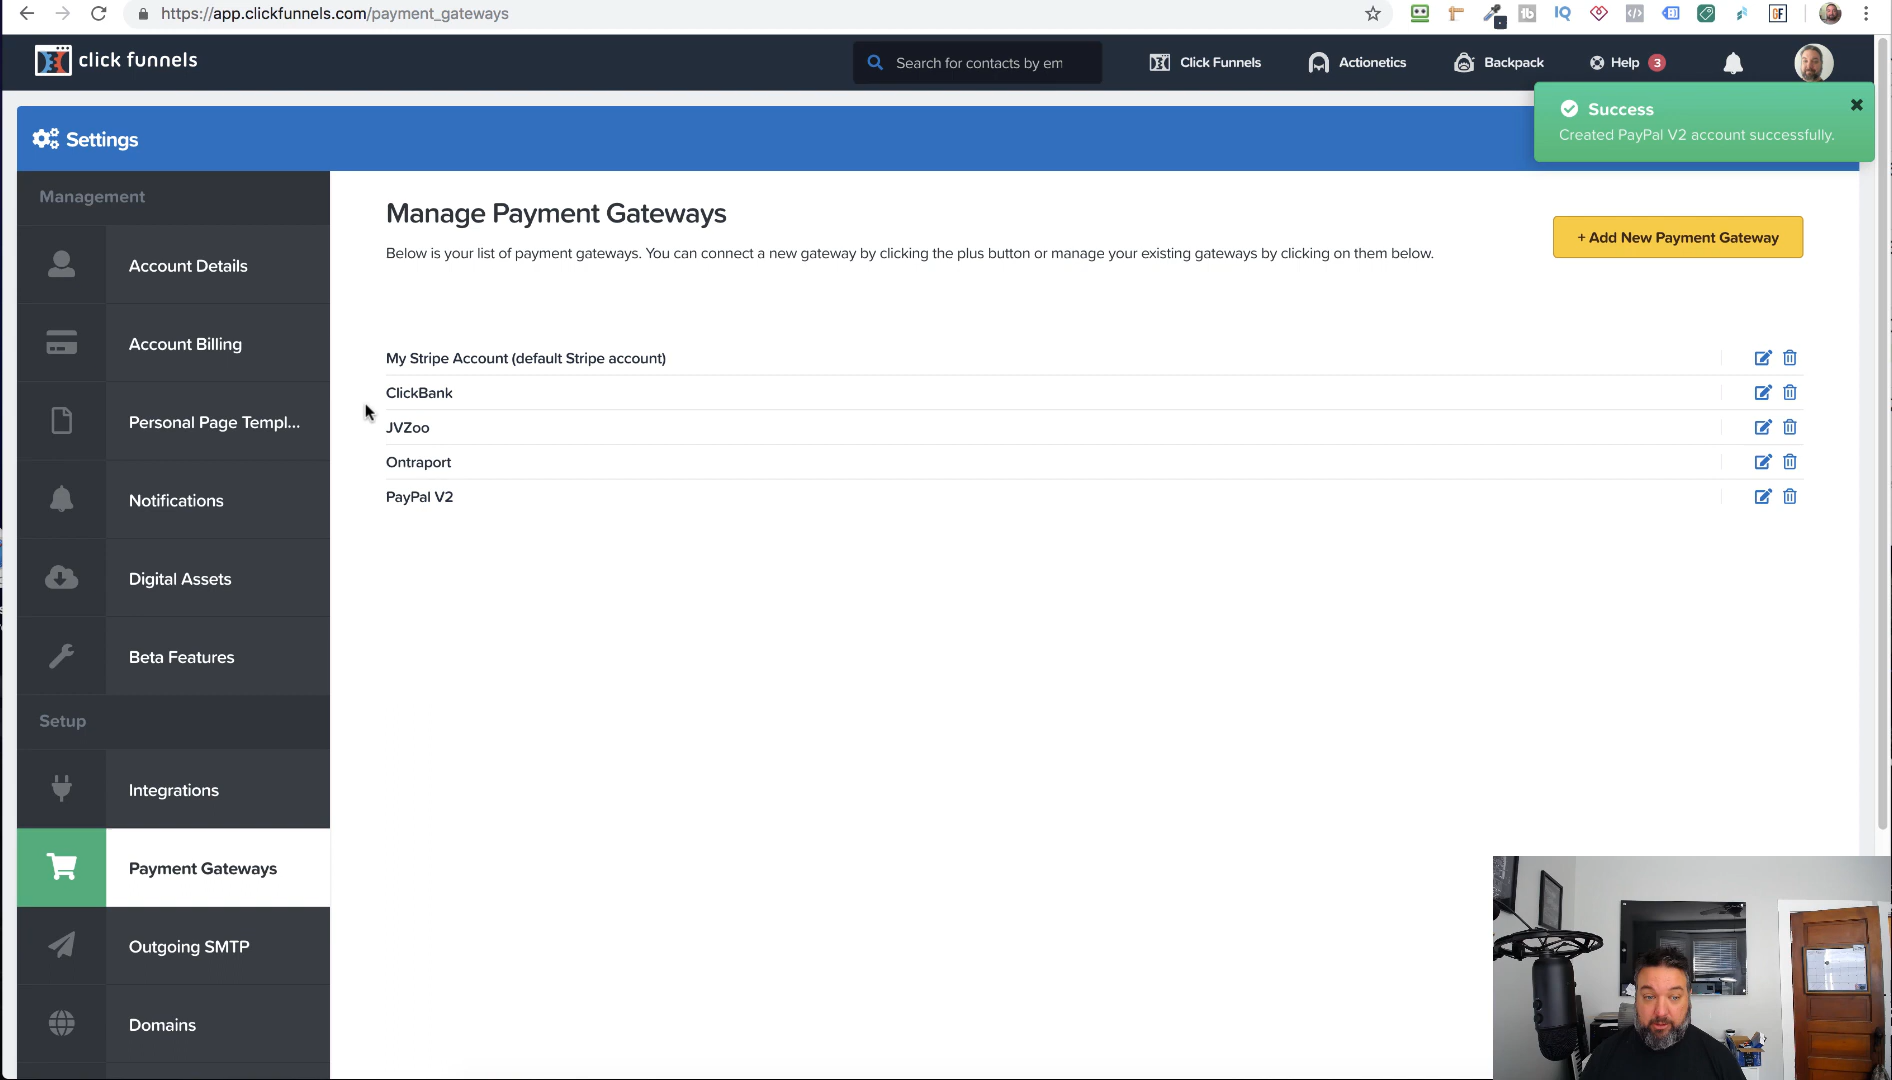 https://app.clickfunnels.com/payment_gateways
click funnels
Search for contacts by em
Click Funnels
Actionetics
Backpack
Help 3
Success
Created PayPal V2 account successfully.
Settings
Management
Account Details
Account Billing
Personal Page Templ...
Notifications
Digital Assets
Beta Features
Setup
Integrations
Payment Gateways
Outgoing SMTP
Domains
Manage Payment Gateways
+ Add New Payment Gateway
Below is your list of payment gateways. You can connect a new gateway by clicking the plus button or manage your existing gateways by clicking on them below.
My Stripe Account (default Stripe account)
ClickBank
JVZoo
Ontraport
PayPal V2